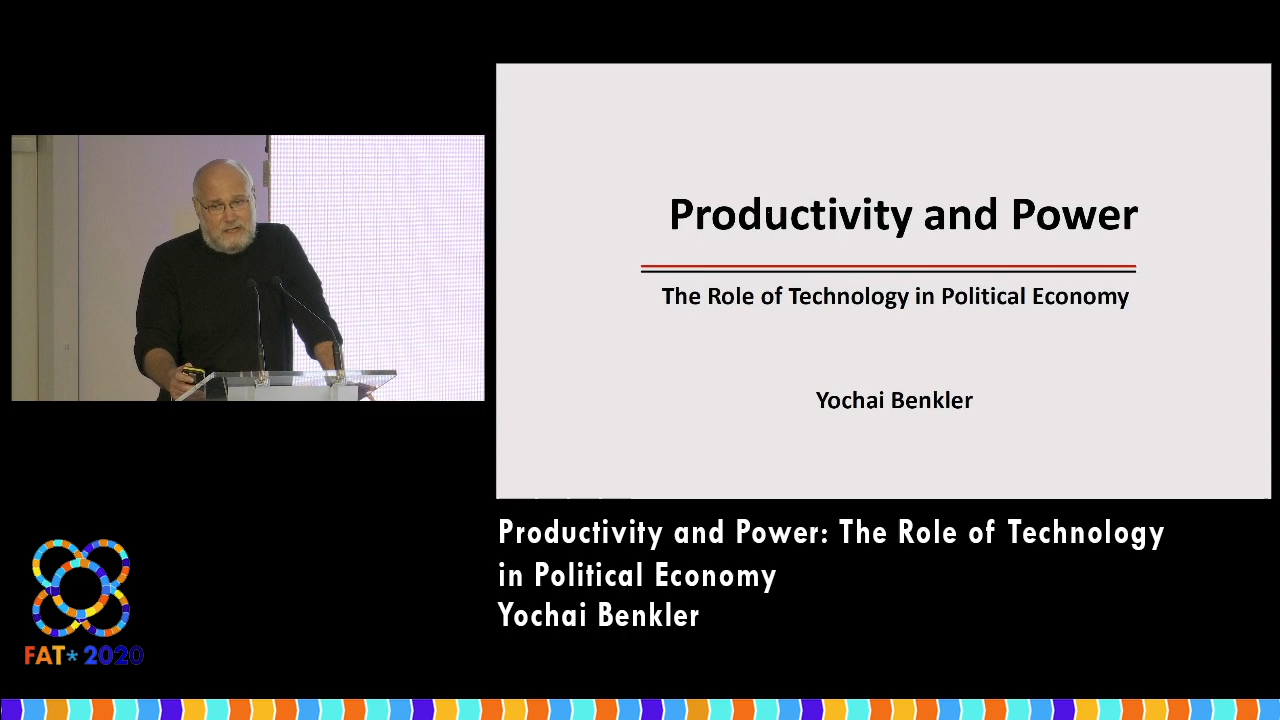 Productivity and Power
The Role of Technology in Political Economy
Yochai Benkler
Productivity and Power: The Role of Technology
in Political Economy
Yochai Benkler
FAT* 2020